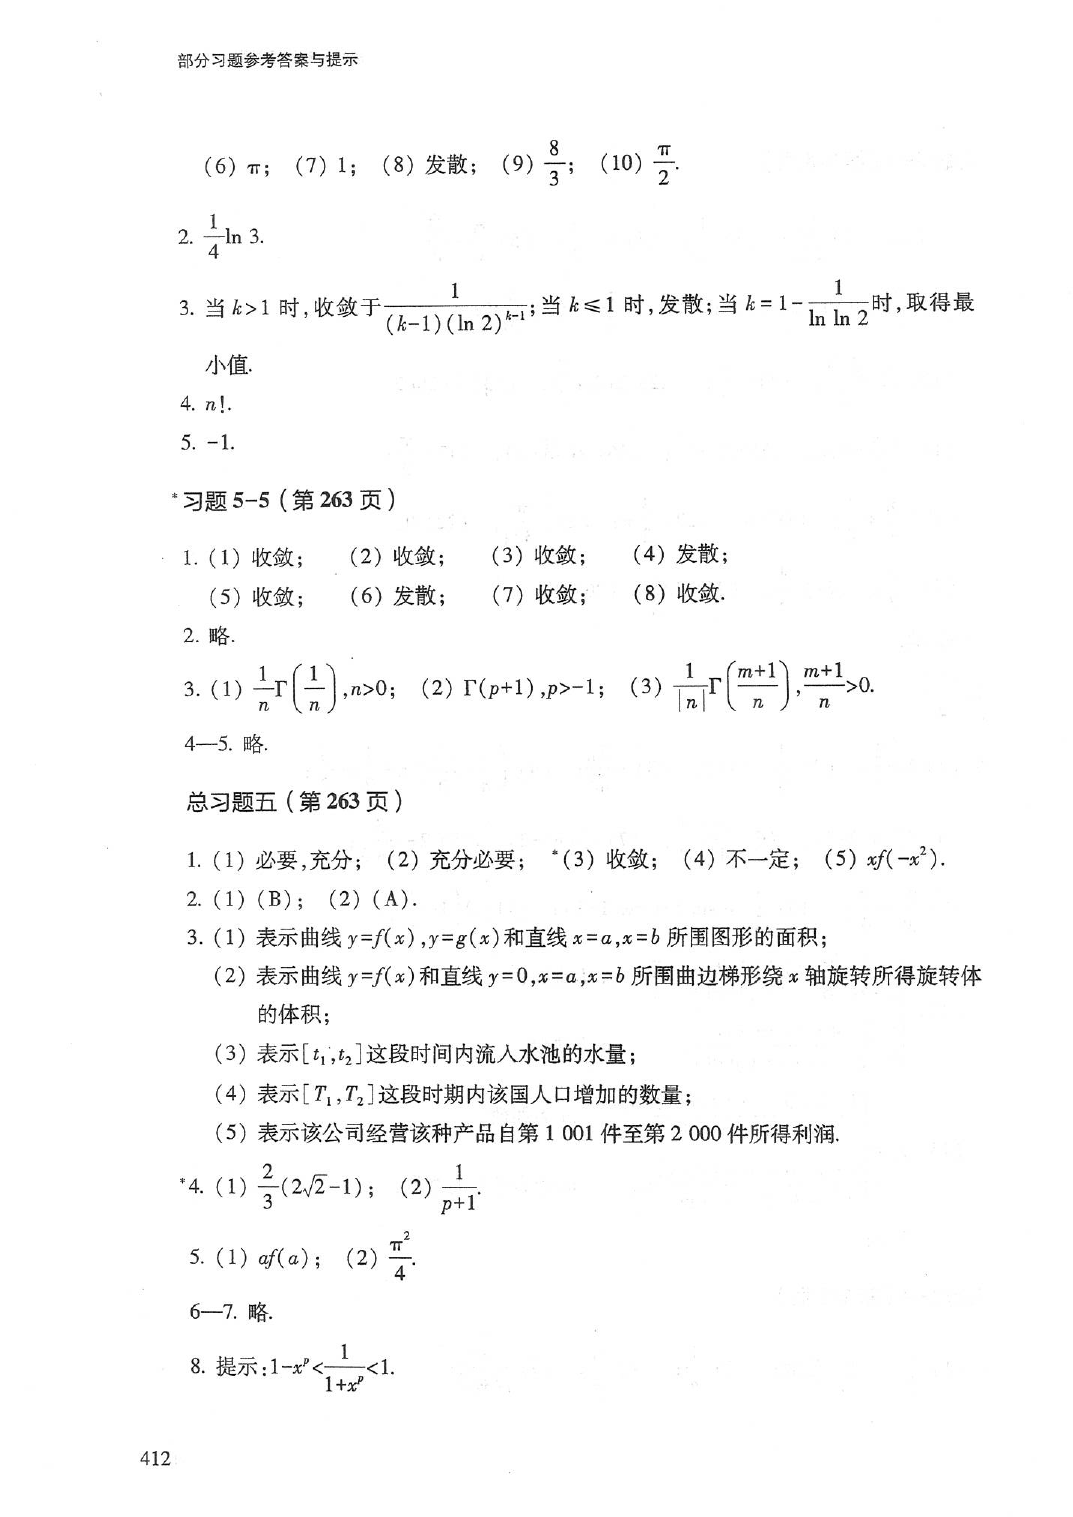 部分习题参考答案与提示
(6) π; (7) 1; (8) 发散; (9) 8/3; (10) π/2.
2. 1/4 ln 3.
3. 当 k>1 时,收敛于 1/((k-1)(ln 2)^(k-1));当 k≤1 时,发散;当 k=1-1/(ln ln 2) 时,取得最
小值.
4. n!.
5. -1.
*习题 5-5 (第 263 页)
1. (1) 收敛; (2) 收敛; (3) 收敛; (4) 发散;
(5) 收敛; (6) 发散; (7) 收敛; (8) 收敛.
2. 略.
3. (1) 1/n Γ(1/n),n>0; (2) Γ(p+1),p>-1; (3) 1/|n| Γ((m+1)/n),(m+1)/n>0.
4—5. 略.
总习题五 (第 263 页)
1. (1) 必要,充分; (2) 充分必要; *(3) 收敛; (4) 不一定; (5) xf(-x²).
2. (1) (B); (2) (A).
3. (1) 表示曲线 y=f(x),y=g(x)和直线 x=a,x=b 所围图形的面积;
(2) 表示曲线 y=f(x)和直线 y=0,x=a,x=b 所围曲边梯形绕 x 轴旋转所得旋转体
的体积;
(3) 表示[t₁,t₂]这段时间内流入水池的水量;
(4) 表示[T₁,T₂]这段时期内该国人口增加的数量;
(5) 表示该公司经营该种产品自第 1 001 件至第 2 000 件所得利润.
*4. (1) 2/3(2√2-1); (2) 1/(p+1).
5. (1) af(a); (2) π²/4.
6—7. 略.
8. 提示:1-x^p<1/(1+x^p)<1.
412